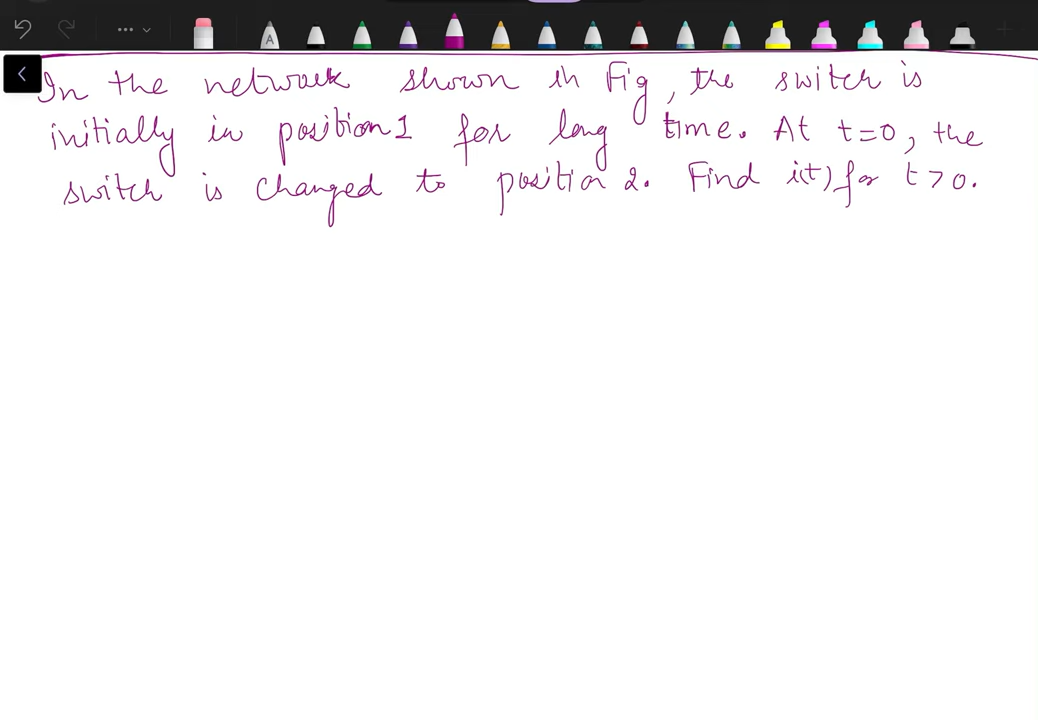 In the network shown in Fig, the switch is
initially in position 1 for long time. At t=0, the
switch is changed to position 2. Find i(t) for t>0.